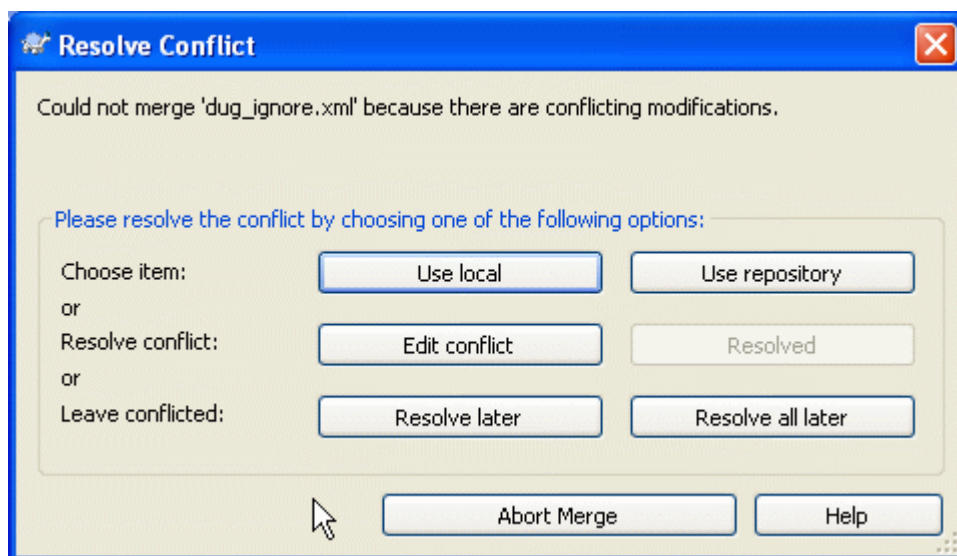 Resolve Conflict
Could not merge 'dug_ignore.xml' because there are conflicting modifications.
Please resolve the conflict by choosing one of the following options:
Choose item: Use local Use repository
or
Resolve conflict: Edit conflict Resolved
or
Leave conflicted: Resolve later Resolve all later
Abort Merge Help